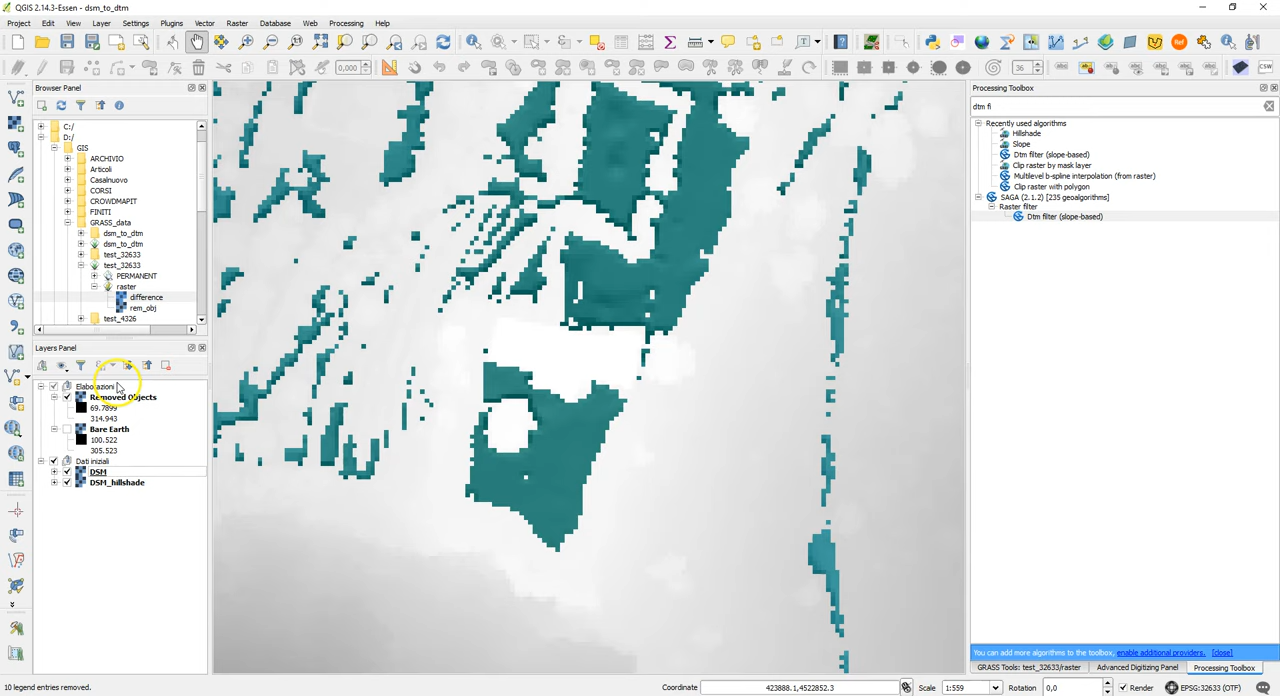 QGIS 2.14.3-Essen - dsm_to_dtm
Project Edit View Layer Settings Plugins Vector Raster Database Web Processing Help
0,000
36
CSW
Browser Panel
C:/
D:/
GIS
ARCHIVIO
Articoli
Casalnuovo
CORSI
CROWDMAPIT
FINITI
GRASS_data
dsm_to_dtm
dsm_to_dtm
test_32633
test_32633
PERMANENT
raster
difference
rem_obj
test_4326
Layers Panel
Elaborazioni
Removed Objects
69.7899
314.943
Bare Earth
100.522
305.523
Dati iniziali
DSM
DSM_hillshade
Processing Toolbox
dtm fi
Recently used algorithms
Hillshade
Slope
Dtm filter (slope-based)
Clip raster by mask layer
Multilevel b-spline interpolation (from raster)
Clip raster with polygon
SAGA (2.1.2) [235 geoalgorithms]
Raster filter
Dtm filter (slope-based)
You can add more algorithms to the toolbox, enable additional providers. [close]
GRASS Tools: test_32633/raster Advanced Digitizing Panel Processing Toolbox
10 legend entries removed.
Coordinate 423888.1,4522852.3 Scale 1:559 Rotation 0,0 Render EPSG:32633 (OTF)